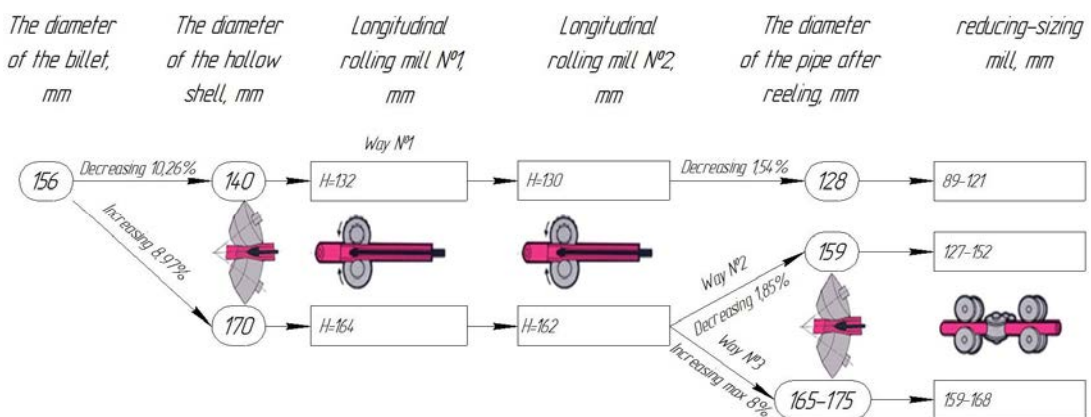 The diameter
of the billet,
mm
The diameter
of the hollow
shell, mm
Longitudinal
rolling mill Nº1,
mm
Longitudinal
rolling mill Nº2,
mm
The diameter
of the pipe after
reeling, mm
reducing-sizing
mill, mm
Way Nº1
156
Decreasing 10,26%
140
H=132
H=130
Decreasing 1,54%
128
89-121
Increasing 8,97%
Way Nº2
Decreasing 1,85%
159
127-152
170
H=164
H=162
Way Nº3
Increasing max 8%
165-175
159-168